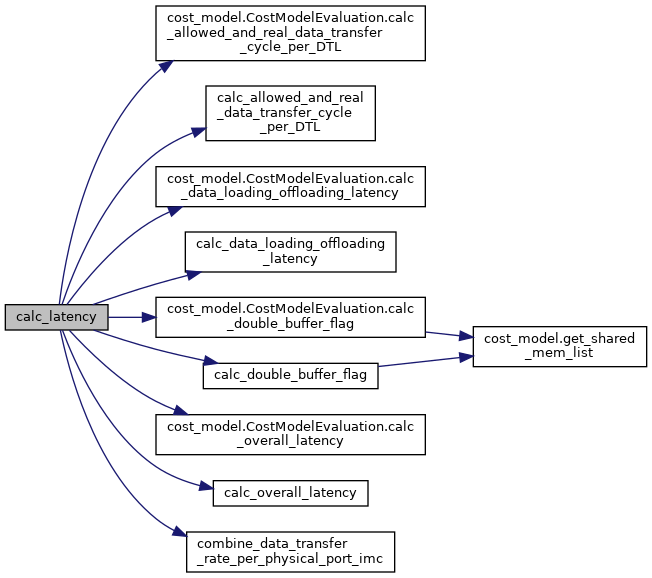 cost_model.CostModelEvaluation.calc
_allowed_and_real_data_transfer
_cycle_per_DTL
calc_allowed_and_real
_data_transfer_cycle
_per_DTL
cost_model.CostModelEvaluation.calc
_data_loading_offloading_latency
calc_data_loading_offloading
_latency
calc_latency
cost_model.CostModelEvaluation.calc
_double_buffer_flag
cost_model.get_shared
_mem_list
calc_double_buffer_flag
cost_model.CostModelEvaluation.calc
_overall_latency
calc_overall_latency
combine_data_transfer
_rate_per_physical_port_imc